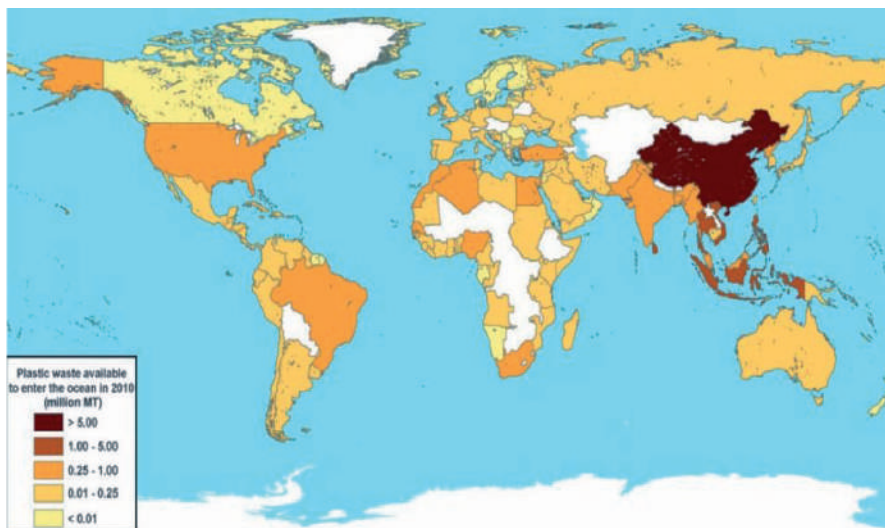 Plastic waste available
to enter the ocean in 2010
(million MT)
> 5.00
1.00 - 5.00
0.25 - 1.00
0.01 - 0.25
< 0.01